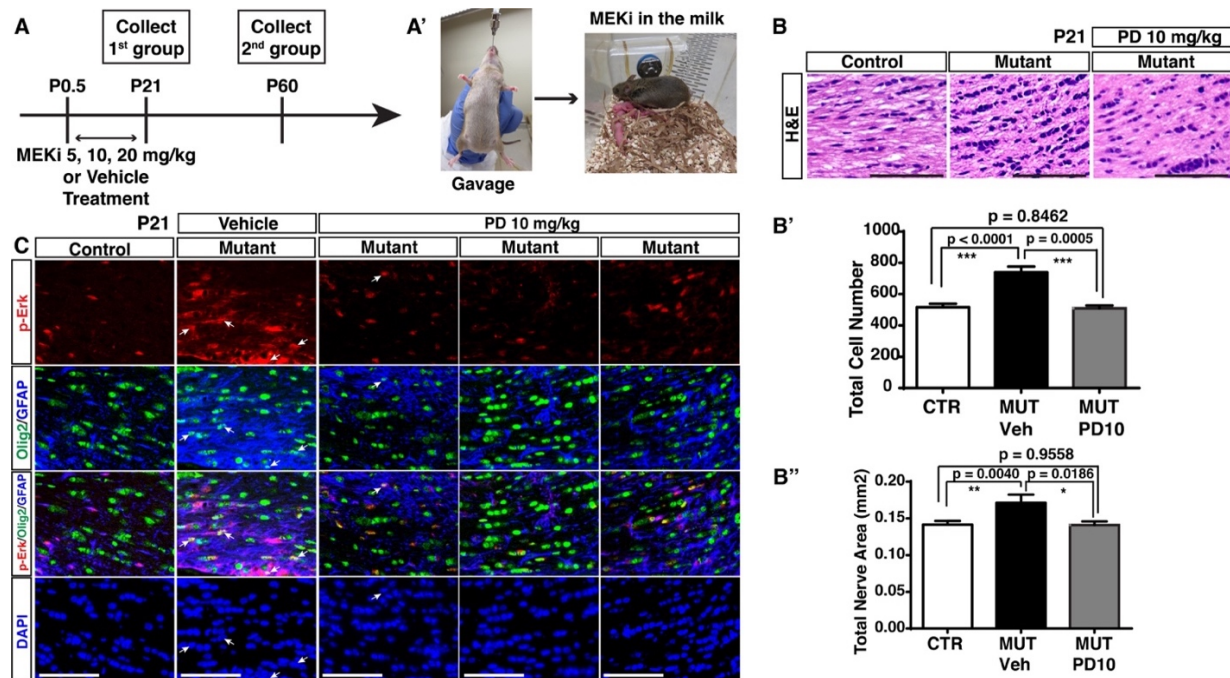 A
Collect
1st group
Collect
2nd group
P0.5
P21
P60
MEKi 5, 10, 20 mg/kg
or Vehicle
Treatment
A'
Gavage
MEKi in the milk
B
P21
PD 10 mg/kg
Control
Mutant
Mutant
H&E
B'
p = 0.8462
p < 0.0001
p = 0.0005
***
***
Total Cell Number
800
600
400
200
0
CTR
MUT
Veh
MUT
PD10
B''
p = 0.9558
p = 0.0040
p = 0.0186
**
*
Total Nerve Area (mm2)
0.20
0.15
0.10
0.05
0.00
CTR
MUT
Veh
MUT
PD10
C
P21
Vehicle
PD 10 mg/kg
Control
Mutant
Mutant
Mutant
Mutant
p-Erk
Olig2/GFAP
p-Erk/Olig2/GFAP
DAPI